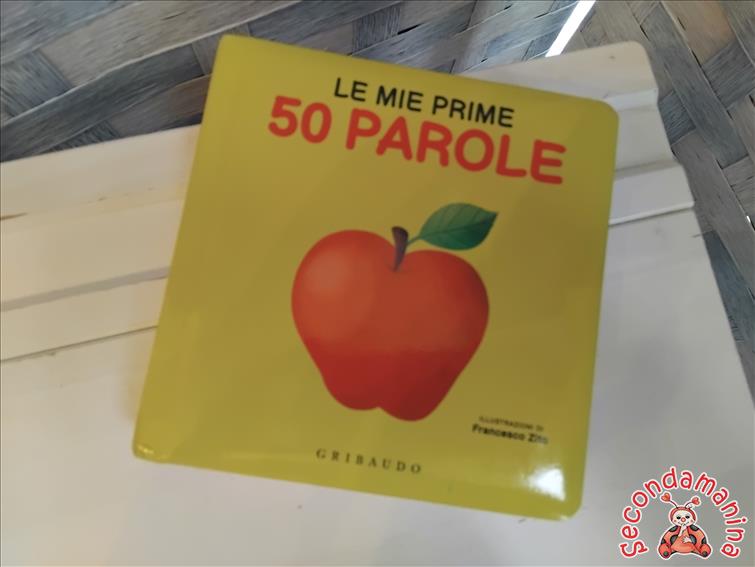 LE MIE PRIME
50 PAROLE
ILLUSTRAZIONI DI
Francesco Zito
GRIBAUDO
Secondamanina